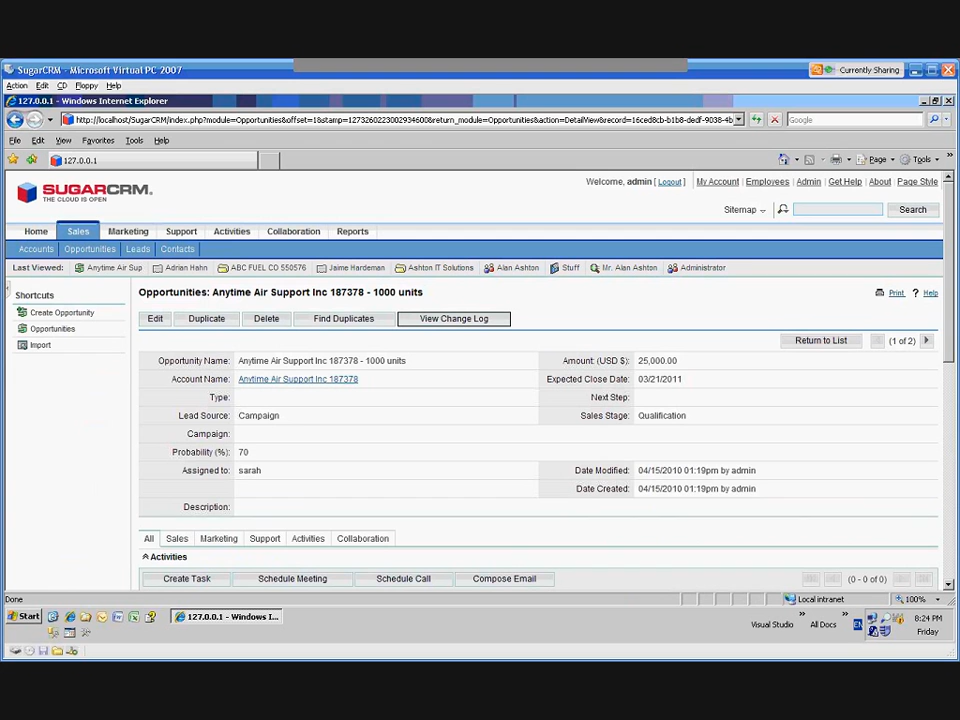 SugarCRM - Microsoft Virtual PC 2007
Currently Sharing
Action Edit CD Floppy Help
127.0.0.1 - Windows Internet Explorer
Google
File Edit View Favorites Tools Help
127.0.0.1
Page Tools
SUGARCRM.
THE CLOUD IS OPEN
Welcome, admin [ Logout ] My Account Employees Admin Get Help About Page Style
Sitemap Search
Home Sales Marketing Support Activities Collaboration Reports
Accounts Opportunities Leads Contacts
Last Viewed: Anytime Air Sup Adrian Hahn ABC FUEL CO 550576 Jaime Hardeman Ashton IT Solutions Alan Ashton Stuff Mr. Alan Ashton Administrator
Shortcuts
Create Opportunity
Opportunities
Import
Opportunities: Anytime Air Support Inc 187378 - 1000 units
Print ? Help
Edit Duplicate Delete Find Duplicates View Change Log
Return to List (1 of 2)
Opportunity Name: Anytime Air Support Inc 187378 - 1000 units Amount: (USD $): 25,000.00
Account Name: Anytime Air Support Inc 187378 Expected Close Date: 03/21/2011
Type: Next Step:
Lead Source: Campaign Sales Stage: Qualification
Campaign:
Probability (%): 70
Assigned to: sarah Date Modified: 04/15/2010 01:19pm by admin
Date Created: 04/15/2010 01:19pm by admin
Description:
All Sales Marketing Support Activities Collaboration
Activities
Create Task Schedule Meeting Schedule Call Compose Email (0 - 0 of 0)
Done Local intranet 100%
Start 127.0.0.1 - Windows I... Visual Studio All Docs EN 8:24 PM
Friday